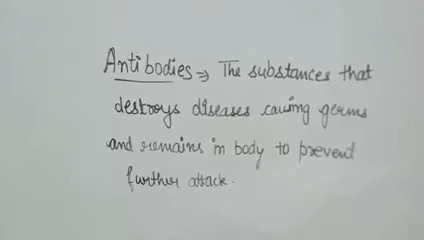 Antibodies ⇒ The substances that
destroys diseases causing germs
and remains in body to prevent
further attack.